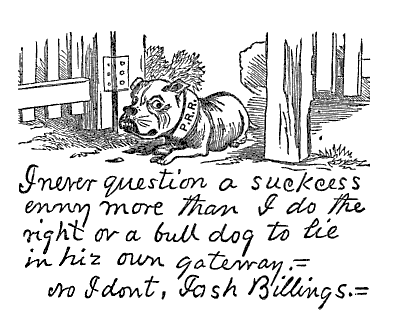 P.R.R.
I never question a suckcess
enny more than I do the
right ov a bull dog to lie
in hiz own gateway.=
No I dont, Josh Billings.=